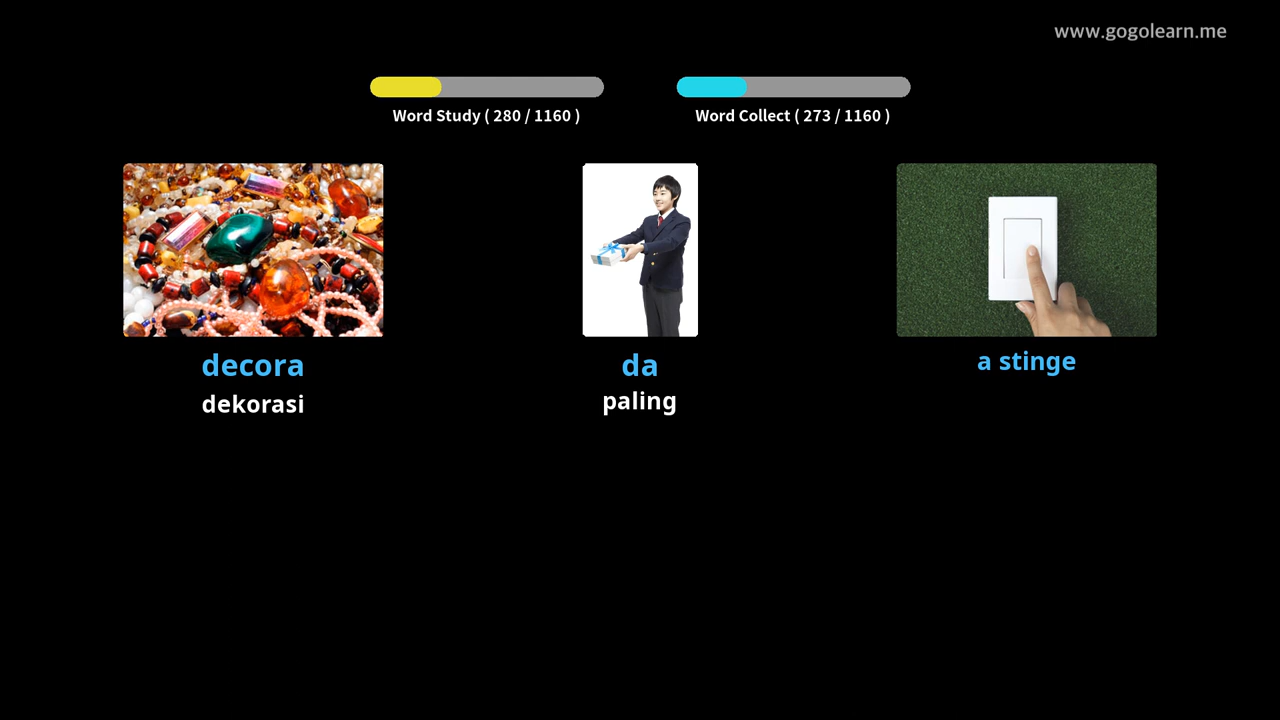 www.gogolearn.me
Word Study ( 280 / 1160 )
Word Collect ( 273 / 1160 )
decora
dekorasi
da
paling
a stinge